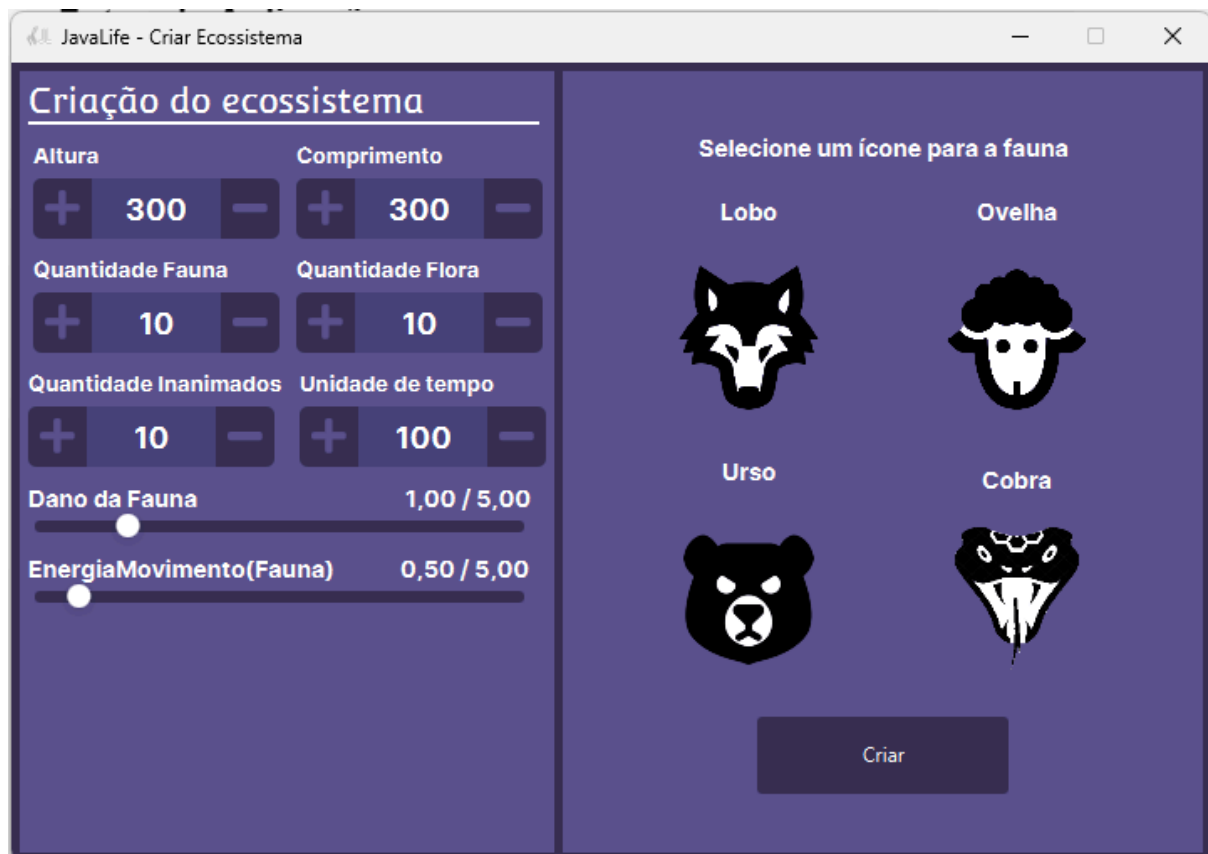 JavaLife - Criar Ecossistema
Criação do ecossistema
Altura
Comprimento
300
300
Quantidade Fauna
Quantidade Flora
10
10
Quantidade Inanimados
Unidade de tempo
10
100
Dano da Fauna
1,00 / 5,00
EnergiaMovimento(Fauna)
0,50 / 5,00
Selecione um ícone para a fauna
Lobo
Ovelha
Urso
Cobra
Criar